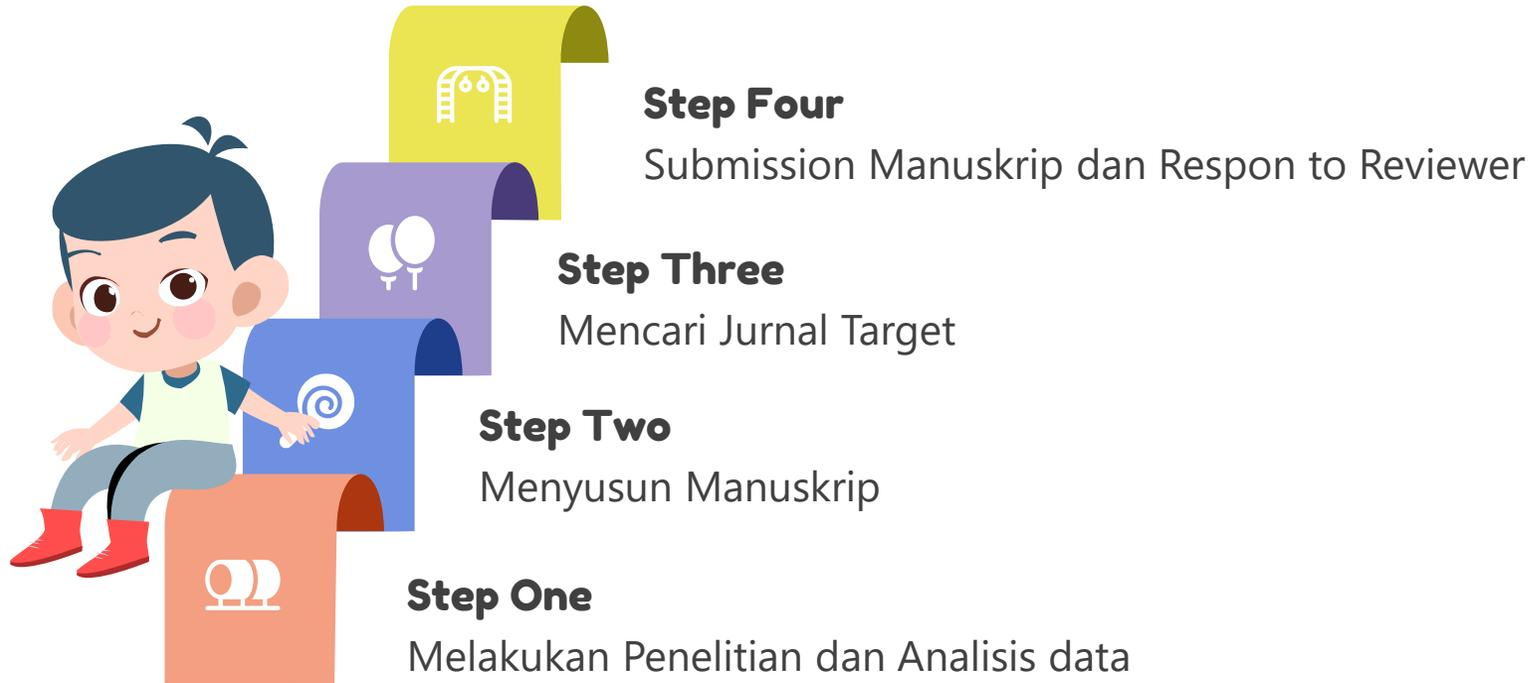 Step Four
Submission Manuskrip dan Respon to Reviewer
Step Three
Mencari Jurnal Target
Step Two
Menyusun Manuskrip
Step One
Melakukan Penelitian dan Analisis data